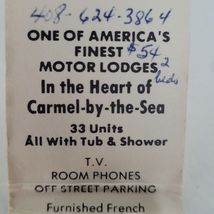 408-624-3864
ONE OF AMERICA'S
FINEST $54
MOTOR LODGES 2 beds
In the Heart of
Carmel-by-the-Sea
33 Units
All With Tub & Shower
T.V.
ROOM PHONES
OFF STREET PARKING
Furnished French